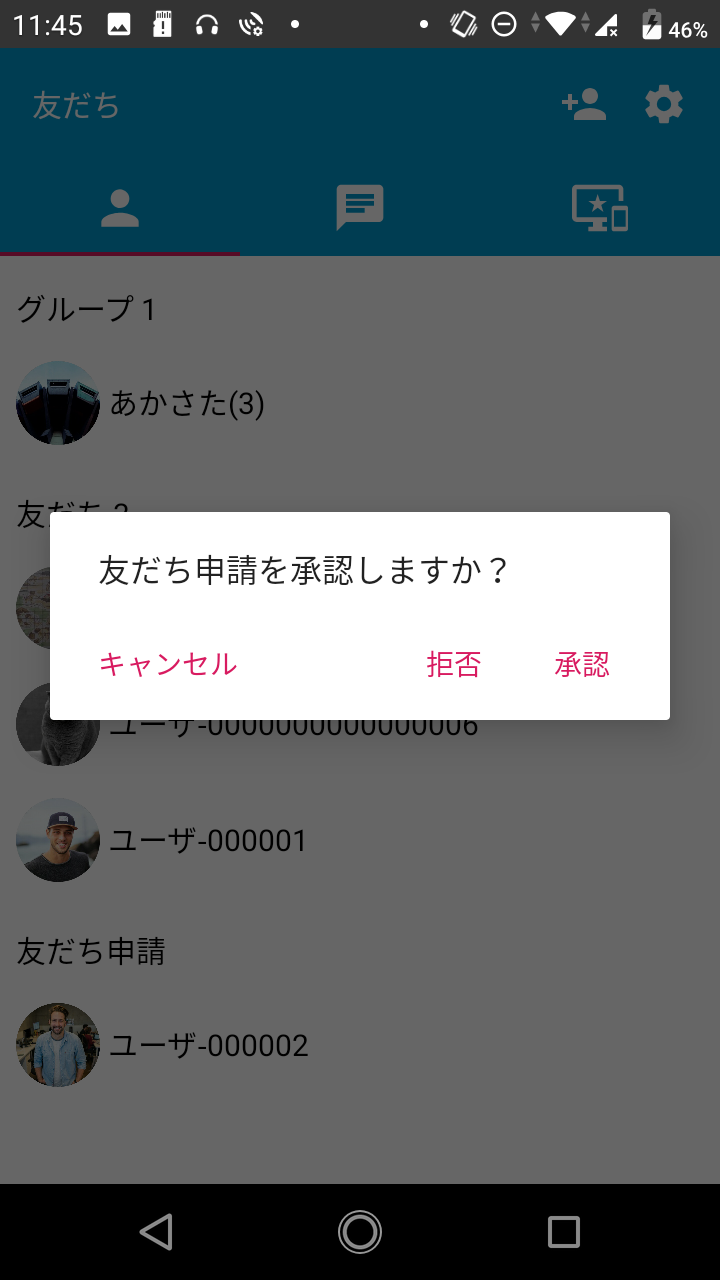 11:45 46%
友だち
グループ 1
あかさた(3)
友だち
友だち申請を承認しますか？
キャンセル 拒否 承認
ユーザ-0000000000000006
ユーザ-000001
友だち申請
ユーザ-000002